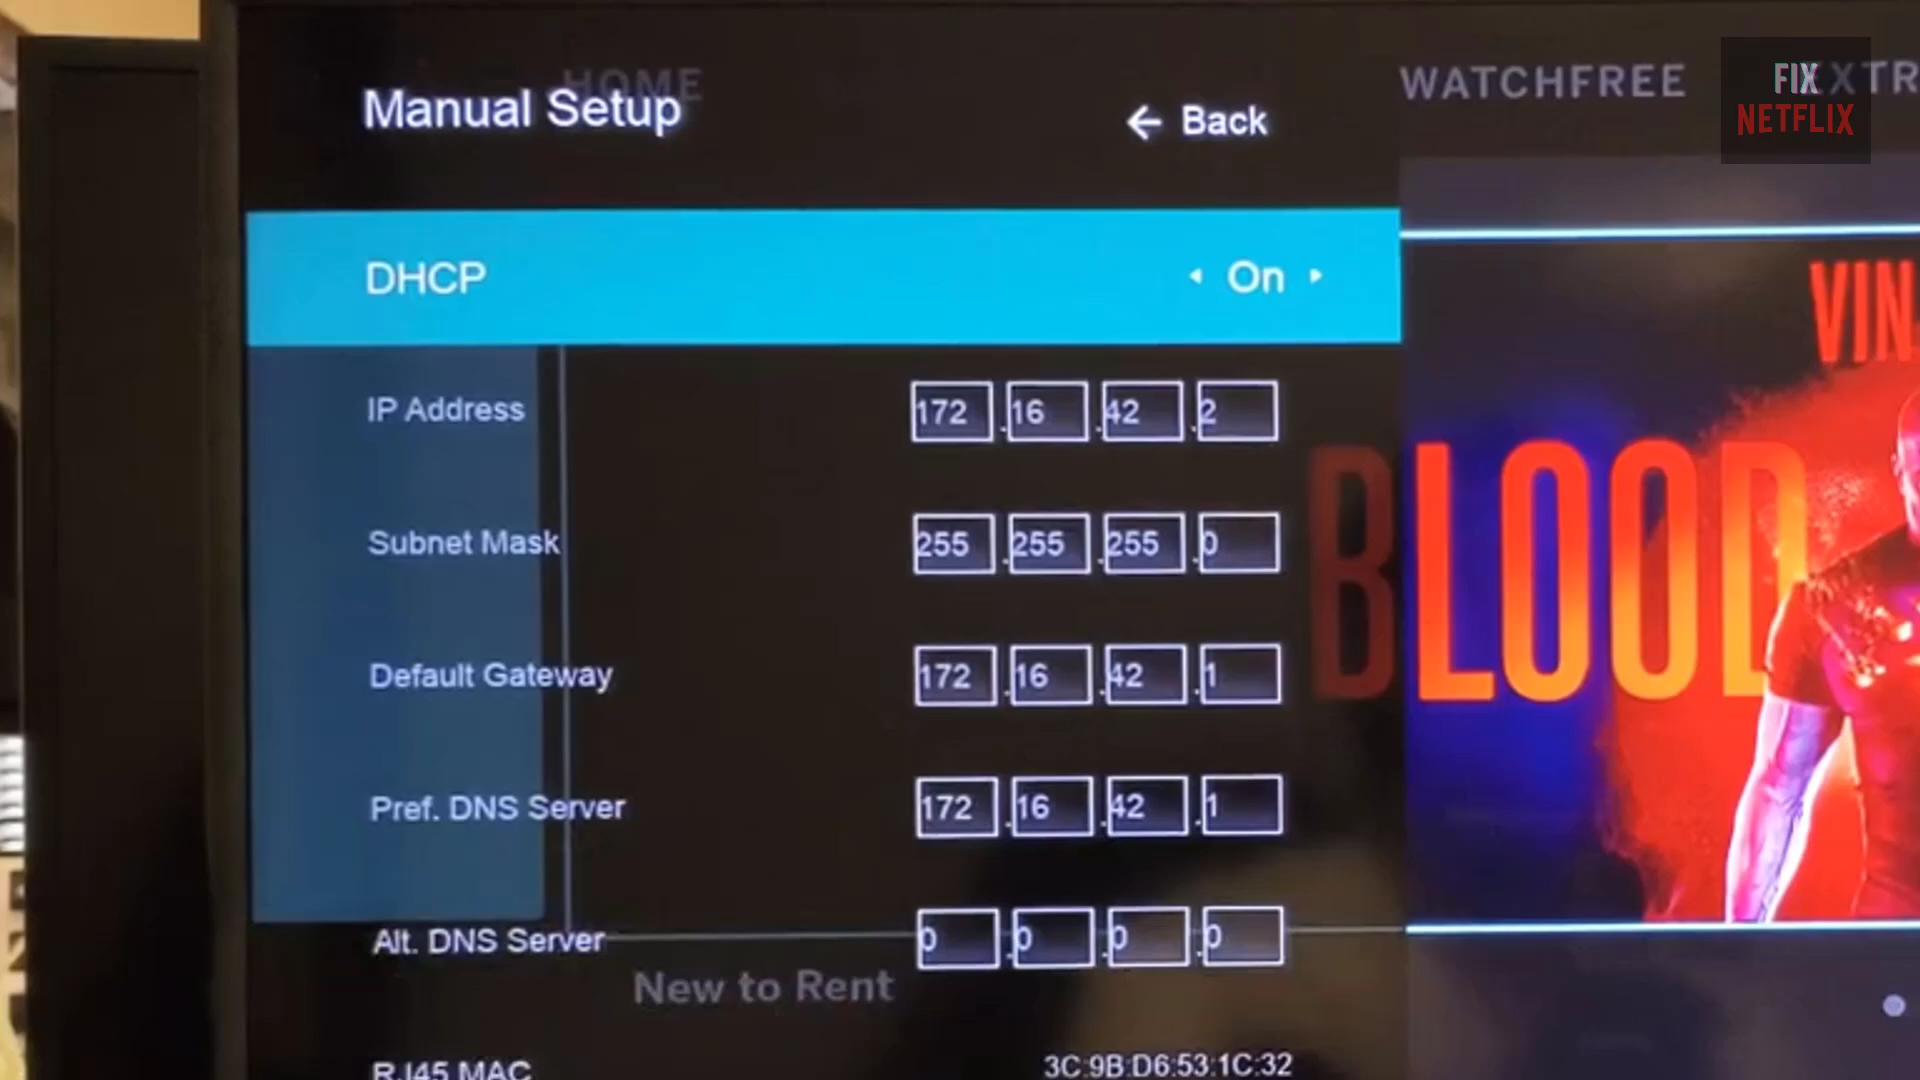 HOME
WATCHFREE
Manual Setup
← Back
FIX
NETFLIX
DHCP
On
VIN
IP Address
172.16.42.2
BLOOD
Subnet Mask
255.255.255.0
Default Gateway
172.16.42.1
Pref. DNS Server
172.16.42.1
Alt. DNS Server
0.0.0.0
New to Rent
RJ45 MAC
3C:9B:D6:53:1C:32